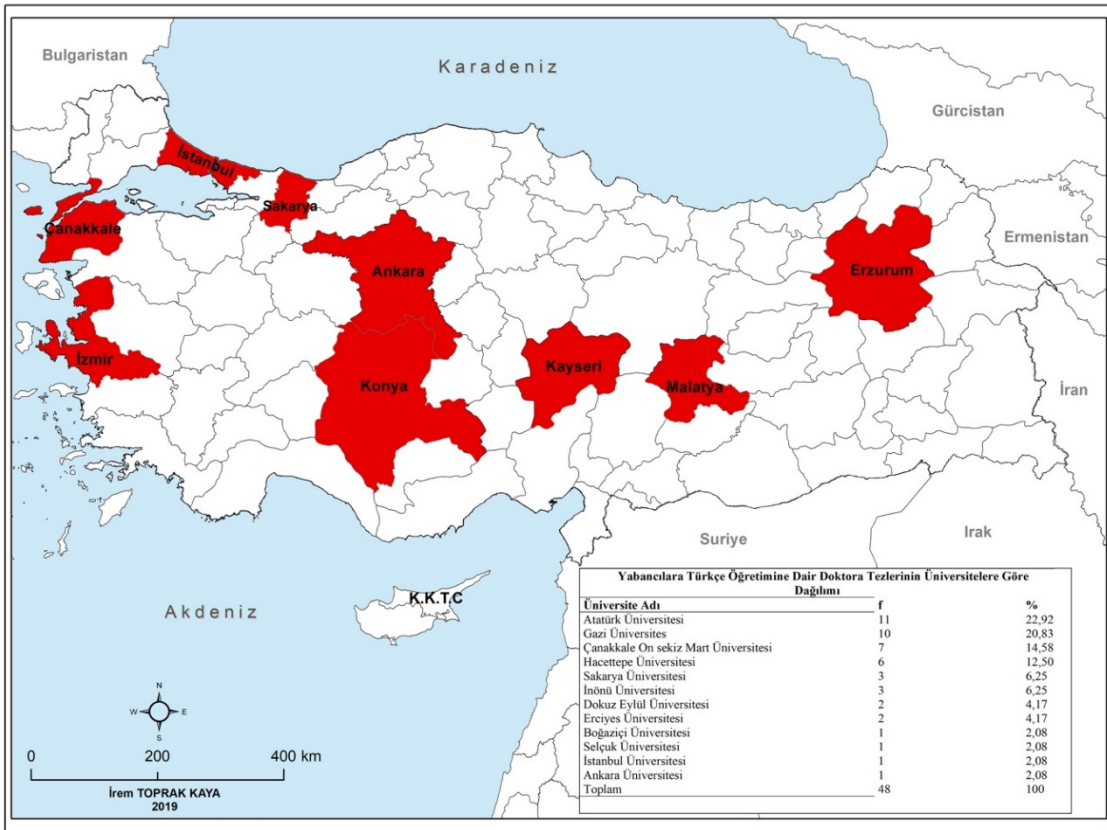 Bulgaristan
Karadeniz
Gürcistan
İstanbul
Sakarya
Çanakkale
Ankara
Erzurum
Ermenistan
İzmir
Konya
Kayseri
Malatya
İran
Suriye
Irak
K.K.T.C
Akdeniz
N
W
E
S
0
200
400 km
İrem TOPRAK KAYA
2019
Yabancılara Türkçe Öğretimine Dair Doktora Tezlerinin Üniversitelere Göre
Dağılımı
Üniversite Adı f %
Atatürk Üniversitesi 11 22,92
Gazi Üniversites 10 20,83
Çanakkale On sekiz Mart Üniversitesi 7 14,58
Hacettepe Üniversitesi 6 12,50
Sakarya Üniversitesi 3 6,25
İnönü Üniversitesi 3 6,25
Dokuz Eylül Üniversitesi 2 4,17
Erciyes Üniversitesi 2 4,17
Boğaziçi Üniversitesi 1 2,08
Selçuk Üniversitesi 1 2,08
İstanbul Üniversitesi 1 2,08
Ankara Üniversitesi 1 2,08
Toplam 48 100